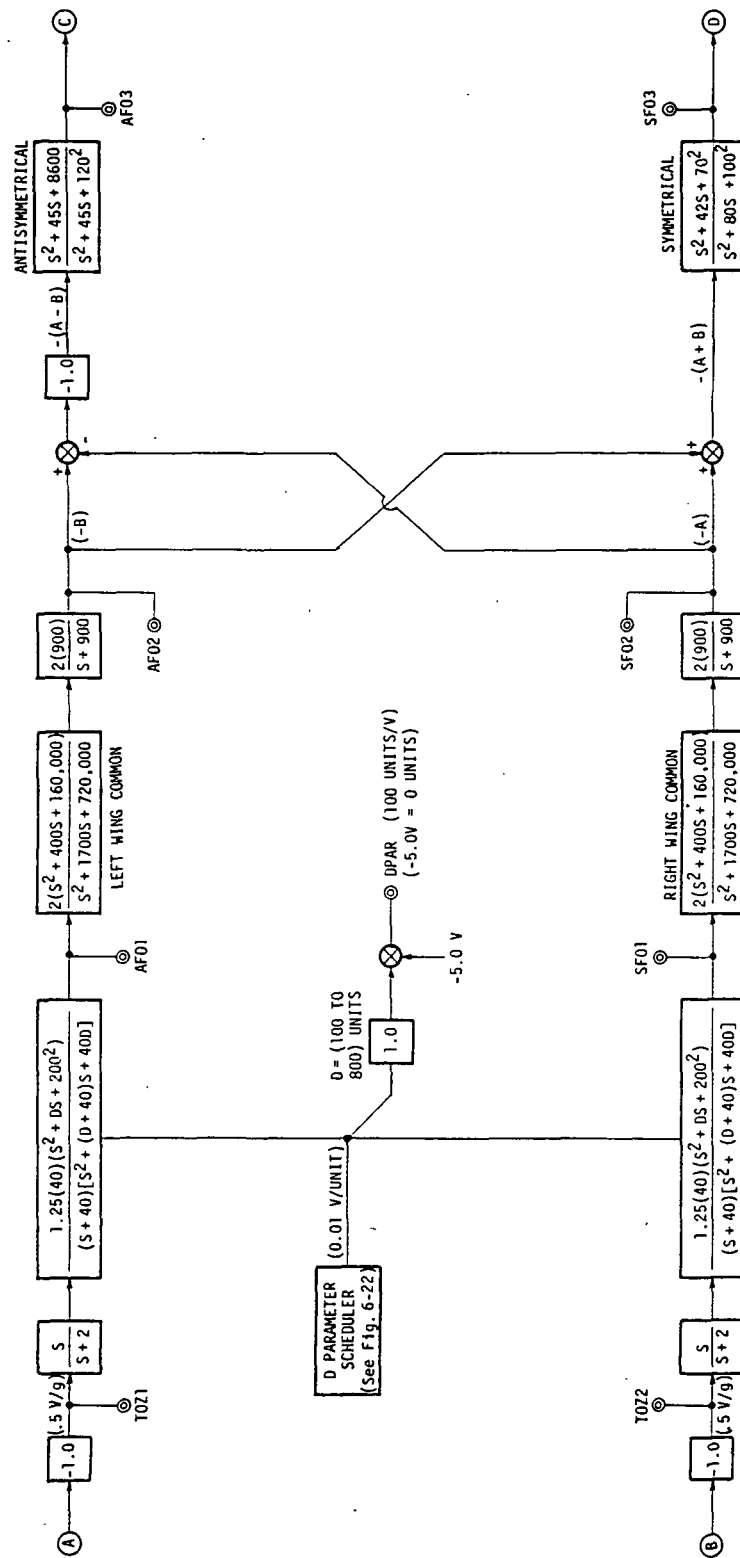 A
-1.0
(.5 V/g)
TOZ1
S
S + 2
1.25(40)(S² + DS + 200²)
(S + 40)[S² + (D + 40)S + 40D]
AF01
2(S² + 400S + 160,000)
S² + 1700S + 720,000
LEFT WING COMMON
2(900)
S + 900
AF02
(-B)
+
-
-1.0
-(A - B)
ANTISYMMETRICAL
S² + 45S + 8600
S² + 45S + 120²
AF03
C
D PARAMETER
SCHEDULER
(See Fig. 6-22)
(0.01 V/UNIT)
D = (100 TO
800) UNITS
1.0
-5.0 V
DPAR (100 UNITS/V)
(-5.0V = 0 UNITS)
B
-1.0
(.5 V/g)
TOZ2
S
S + 2
1.25(40)(S² + DS + 200²)
(S + 40)[S² + (D + 40)S + 40D]
SF01
RIGHT WING COMMON
2(S² + 400S + 160,000)
S² + 1700S + 720,000
2(900)
S + 900
SF02
(-A)
+
+
-(A + B)
SYMMETRICAL
S² + 42S + 70²
S² + 80S +100²
SF03
D